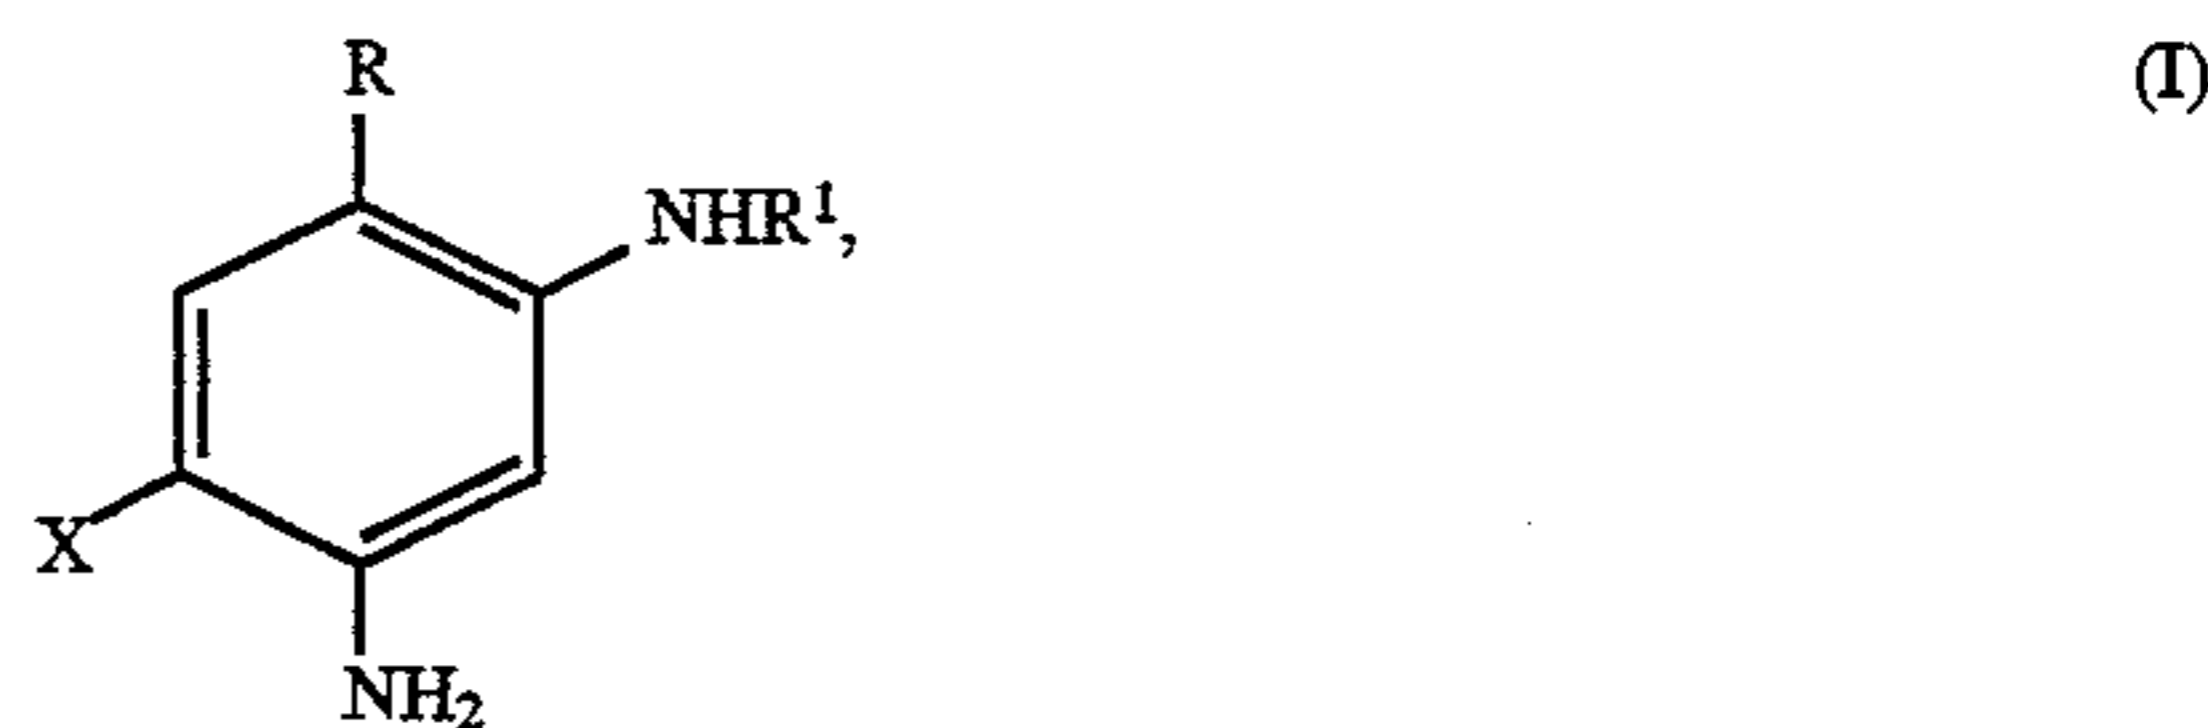 R
(I)
NHR¹,
X
NH₂